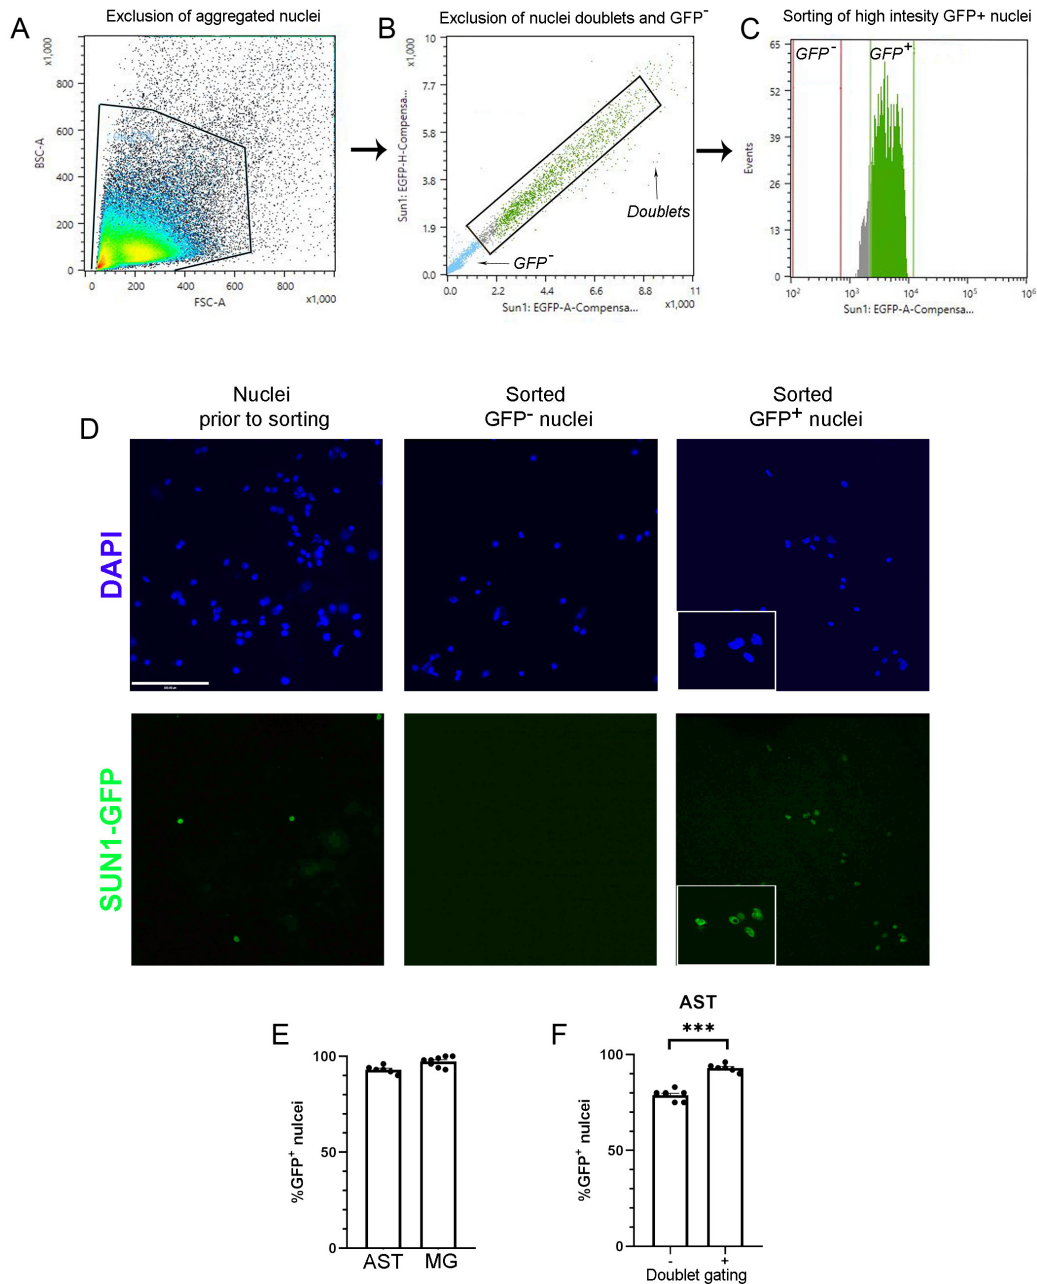 Exclusion of aggregated nuclei
Exclusion of nuclei doublets and GFP⁻
Sorting of high intesity GFP+ nuclei
A
B
C
x1,000
800
600
400
200
0
BSC-A
0 200 400 600 800 x1,000
FSC-A
x1,000
10
7.7
5.8
3.8
1.9
0.0
Sun1: EGFP-H-Compensa...
Doublets
GFP⁻
0.0 2.2 4.4 6.6 8.8 11
x1,000
Sun1: EGFP-A-Compensa...
65
52
39
26
13
0
Events
GFP⁻ GFP⁺
10² 10³ 10⁴ 10⁵ 10⁶
Sun1: EGFP-A-Compensa...
D
Nuclei
prior to sorting
Sorted
GFP⁻ nuclei
Sorted
GFP⁺ nuclei
DAPI
SUN1-GFP
E
100
50
0
%GFP⁺ nulcei
AST MG
F
AST
***
100
50
0
%GFP⁺ nulcei
- +
Doublet gating